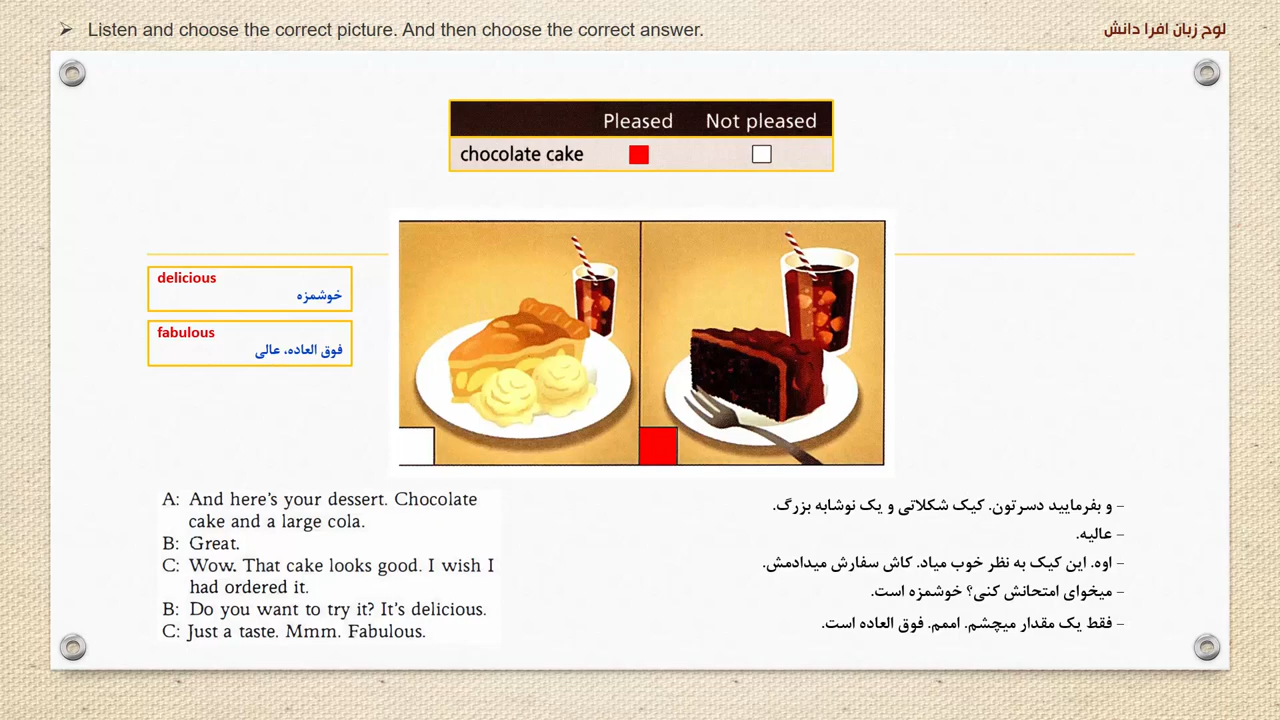 ➢ Listen and choose the correct picture. And then choose the correct answer.
لوح زبان افرا دانش
Pleased Not pleased
chocolate cake
delicious
خوشمزه
fabulous
فوق العاده، عالی
A: And here's your dessert. Chocolate
cake and a large cola.
B: Great.
C: Wow. That cake looks good. I wish I
had ordered it.
B: Do you want to try it? It's delicious.
C: Just a taste. Mmm. Fabulous.
– و بفرمایید دسرتون. کیک شکلاتی و یک نوشابه بزرگ.
– عالیه.
– اوه. این کیک به نظر خوب میاد. کاش سفارش میدادمش.
– میخوای امتحانش کنی؟ خوشمزه است.
– فقط یک مقدار میچشم. اممم. فوق العاده است.